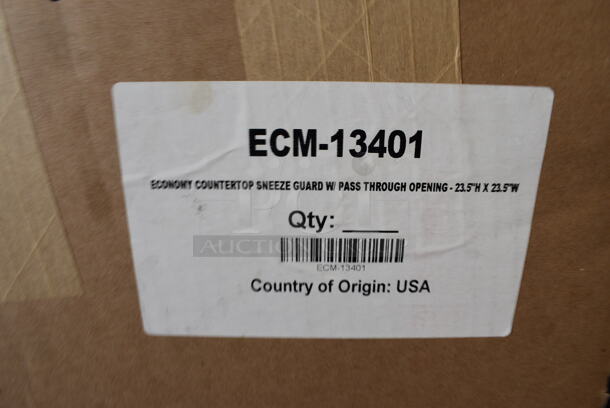 ECM-13401
ECONOMY COUNTERTOP SNEEZE GUARD W/ PASS THROUGH OPENING - 23.5"H X 23.5"W
Qty: ___
ECM-13401
Country of Origin: USA